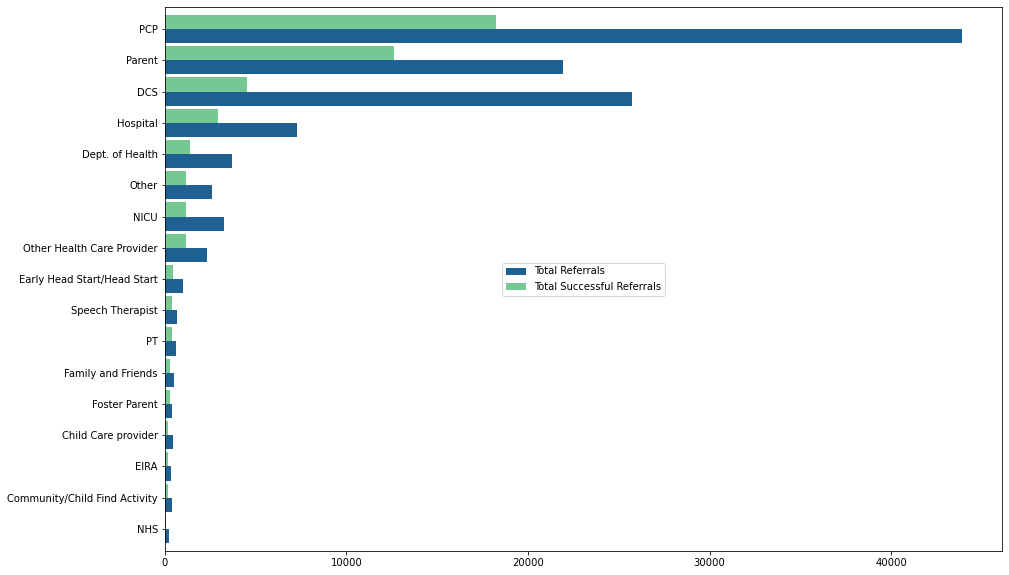 PCP
Parent
DCS
Hospital
Dept. of Health
Other
NICU
Other Health Care Provider
Early Head Start/Head Start
Speech Therapist
PT
Family and Friends
Foster Parent
Child Care provider
EIRA
Community/Child Find Activity
NHS
Total Referrals
Total Successful Referrals
0 10000 20000 30000 40000